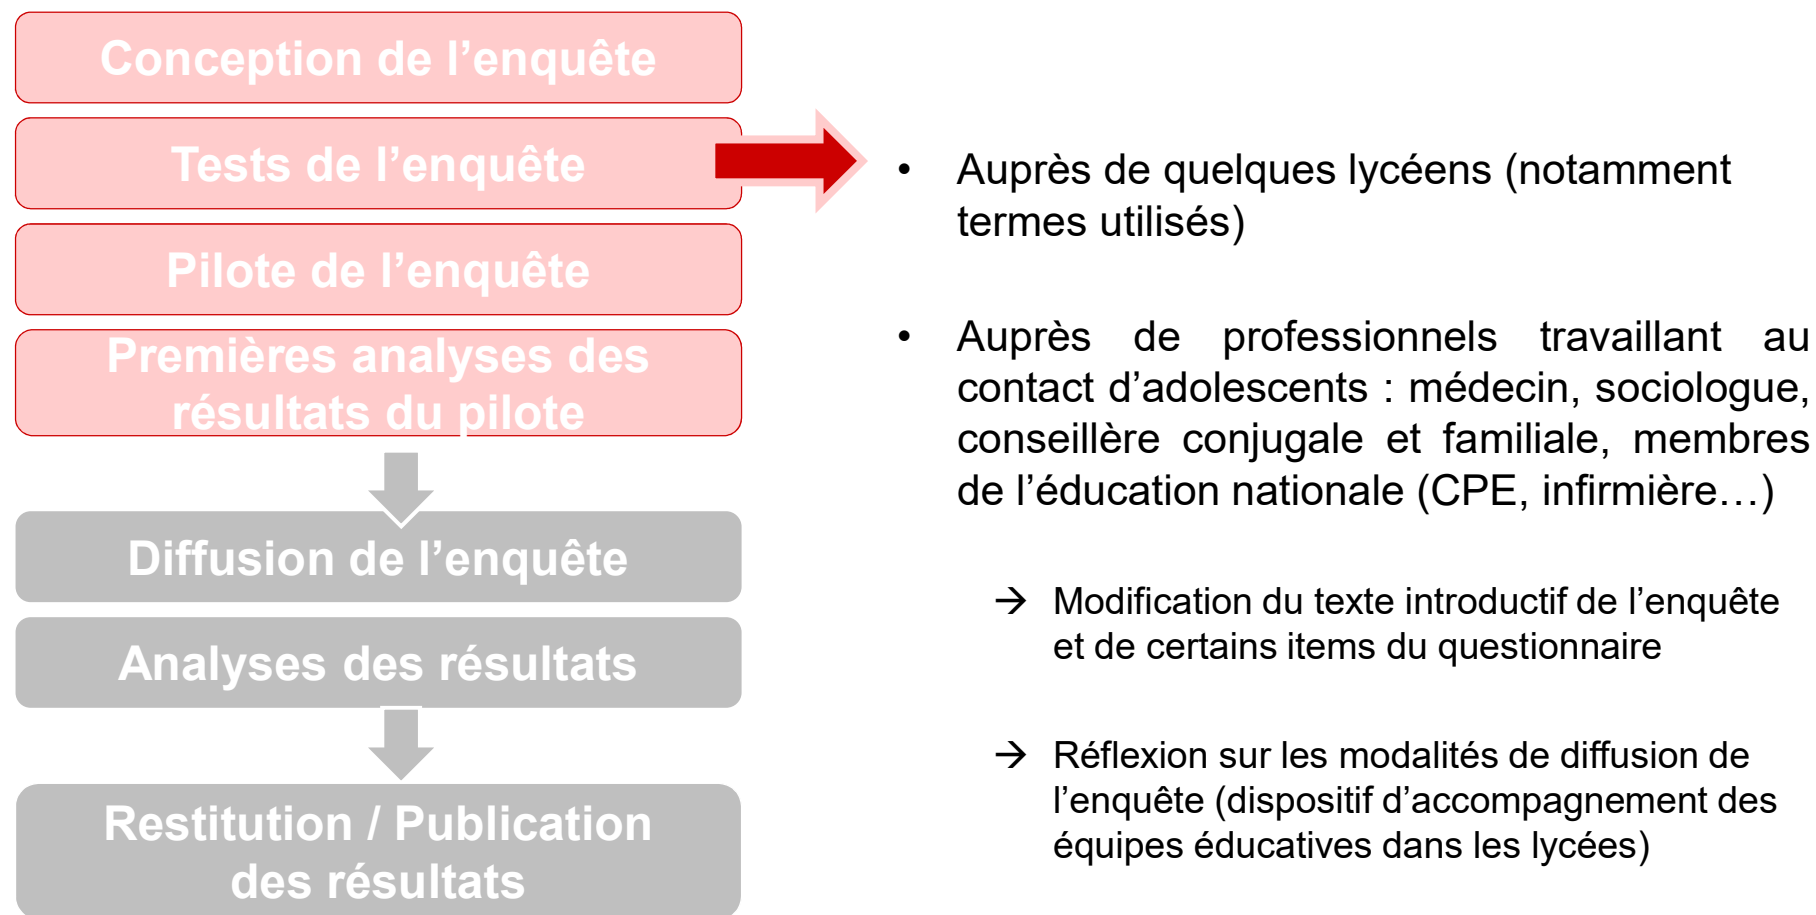 Conception de l’enquête
Tests de l’enquête
Pilote de l’enquête
Premières analyses des
résultats du pilote
Diffusion de l’enquête
Analyses des résultats
Restitution / Publication
des résultats
• Auprès de quelques lycéens (notamment
termes utilisés)
• Auprès de professionnels travaillant au
contact d’adolescents : médecin, sociologue,
conseillère conjugale et familiale, membres
de l’éducation nationale (CPE, infirmière…)
→ Modification du texte introductif de l’enquête
et de certains items du questionnaire
→ Réflexion sur les modalités de diffusion de
l’enquête (dispositif d’accompagnement des
équipes éducatives dans les lycées)